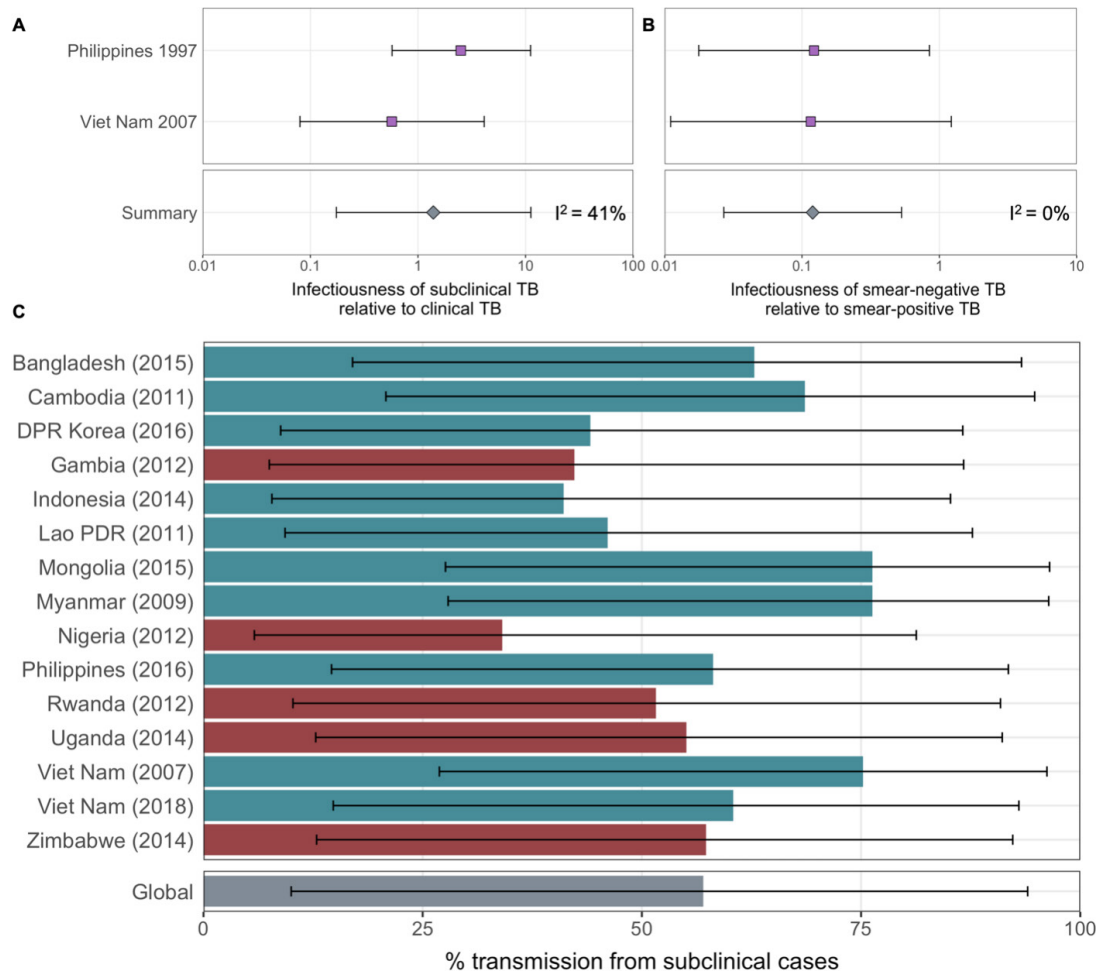 A
B
Philippines 1997
Viet Nam 2007
Summary
I² = 41%
I² = 0%
0.01 0.1 1 10 100
0.01 0.1 1 10
Infectiousness of subclinical TB
relative to clinical TB
Infectiousness of smear-negative TB
relative to smear-positive TB
C
Bangladesh (2015)
Cambodia (2011)
DPR Korea (2016)
Gambia (2012)
Indonesia (2014)
Lao PDR (2011)
Mongolia (2015)
Myanmar (2009)
Nigeria (2012)
Philippines (2016)
Rwanda (2012)
Uganda (2014)
Viet Nam (2007)
Viet Nam (2018)
Zimbabwe (2014)
Global
0 25 50 75 100
% transmission from subclinical cases